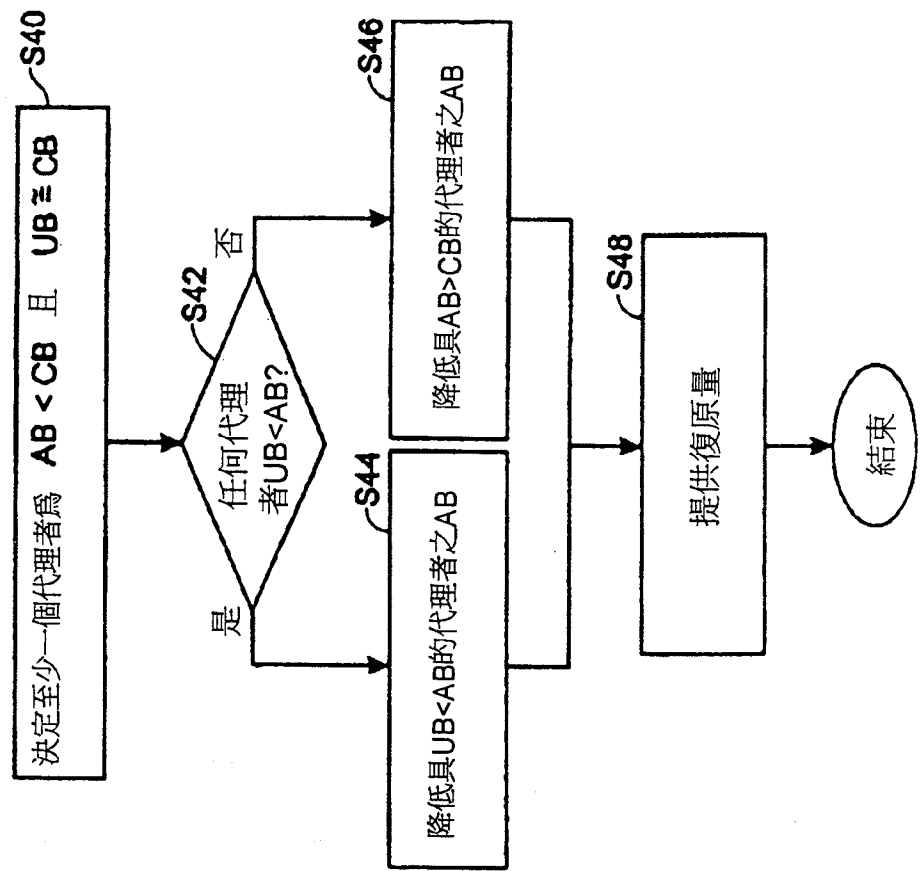 S40
決定至少一個代理者爲 AB < CB 且 UB ≅ CB
S42
任何代理
者UB<AB?
是
否
S44
降低具UB<AB的代理者之AB
S46
降低具AB>CB的代理者之AB
S48
提供復原量
結束